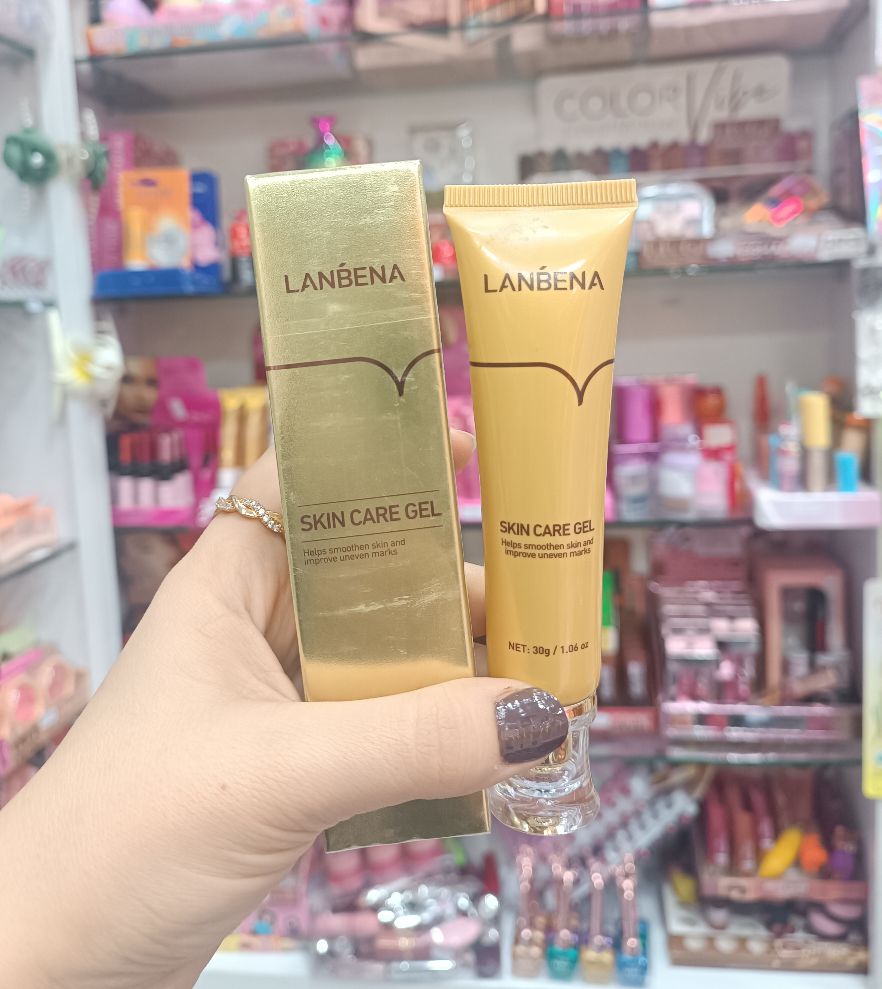 COLOR Vibe
LANBENA
SKIN CARE GEL
Helps smoothen skin and
improve uneven marks
LANBENA
SKIN CARE GEL
Helps smoothen skin and
improve uneven marks
NET: 30g / 1.06 oz